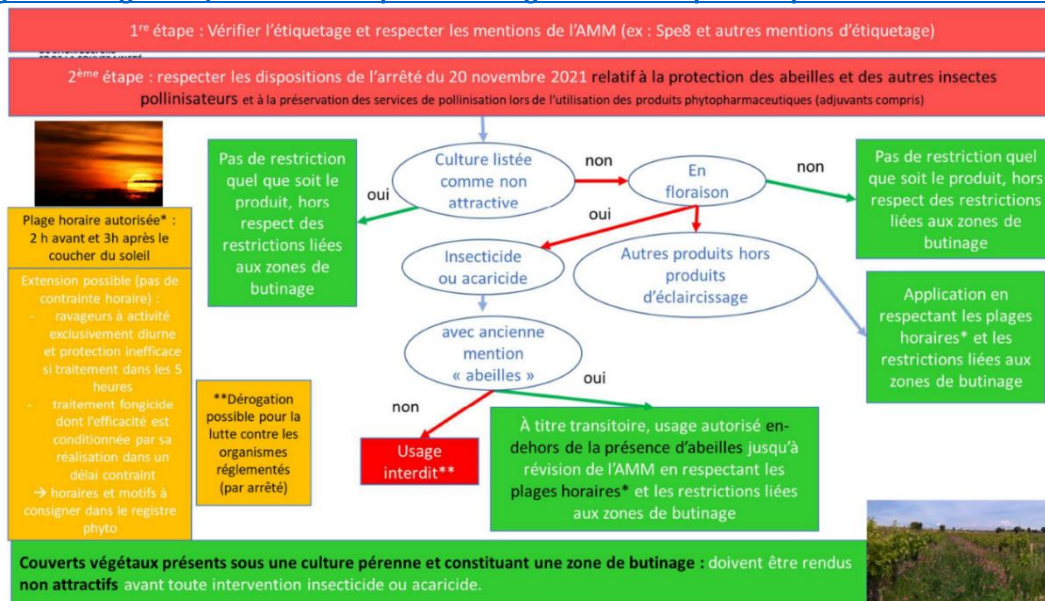 1re étape : Vérifier l'étiquetage et respecter les mentions de l'AMM (ex : Spe8 et autres mentions d'étiquetage)
2ème étape : respecter les dispositions de l'arrêté du 20 novembre 2021 relatif à la protection des abeilles et des autres insectes
pollinisateurs et à la préservation des services de pollinisation lors de l'utilisation des produits phytopharmaceutiques (adjuvants compris)
Plage horaire autorisée* :
2 h avant et 3h après le
coucher du soleil
Extension possible (pas de
contrainte horaire) :
- ravageurs à activité
exclusivement diurne
et protection inefficace
si traitement dans les 5
heures
- traitement fongicide
dont l'efficacité est
conditionnée par sa
réalisation dans un
délai contraint
→ horaires et motifs à
consigner dans le registre
phyto
Pas de restriction
quel que soit le
produit, hors
respect des
restrictions liées
aux zones de
butinage
oui
Culture listée
comme non
attractive
non
En
floraison
non
Pas de restriction quel
que soit le produit, hors
respect des restrictions
liées aux zones de
butinage
oui
Insecticide
ou acaricide
Autres produits hors
produits
d'éclaircissage
Application en
respectant les plages
horaires* et les
restrictions liées aux
zones de butinage
avec ancienne
mention
« abeilles »
non
oui
**Dérogation
possible pour la
lutte contre les
organismes
réglementés
(par arrêté)
Usage
interdit**
À titre transitoire, usage autorisé en-
dehors de la présence d'abeilles jusqu'à
révision de l'AMM en respectant les
plages horaires* et les restrictions liées
aux zones de butinage
Couverts végétaux présents sous une culture pérenne et constituant une zone de butinage : doivent être rendus
non attractifs avant toute intervention insecticide ou acaricide.